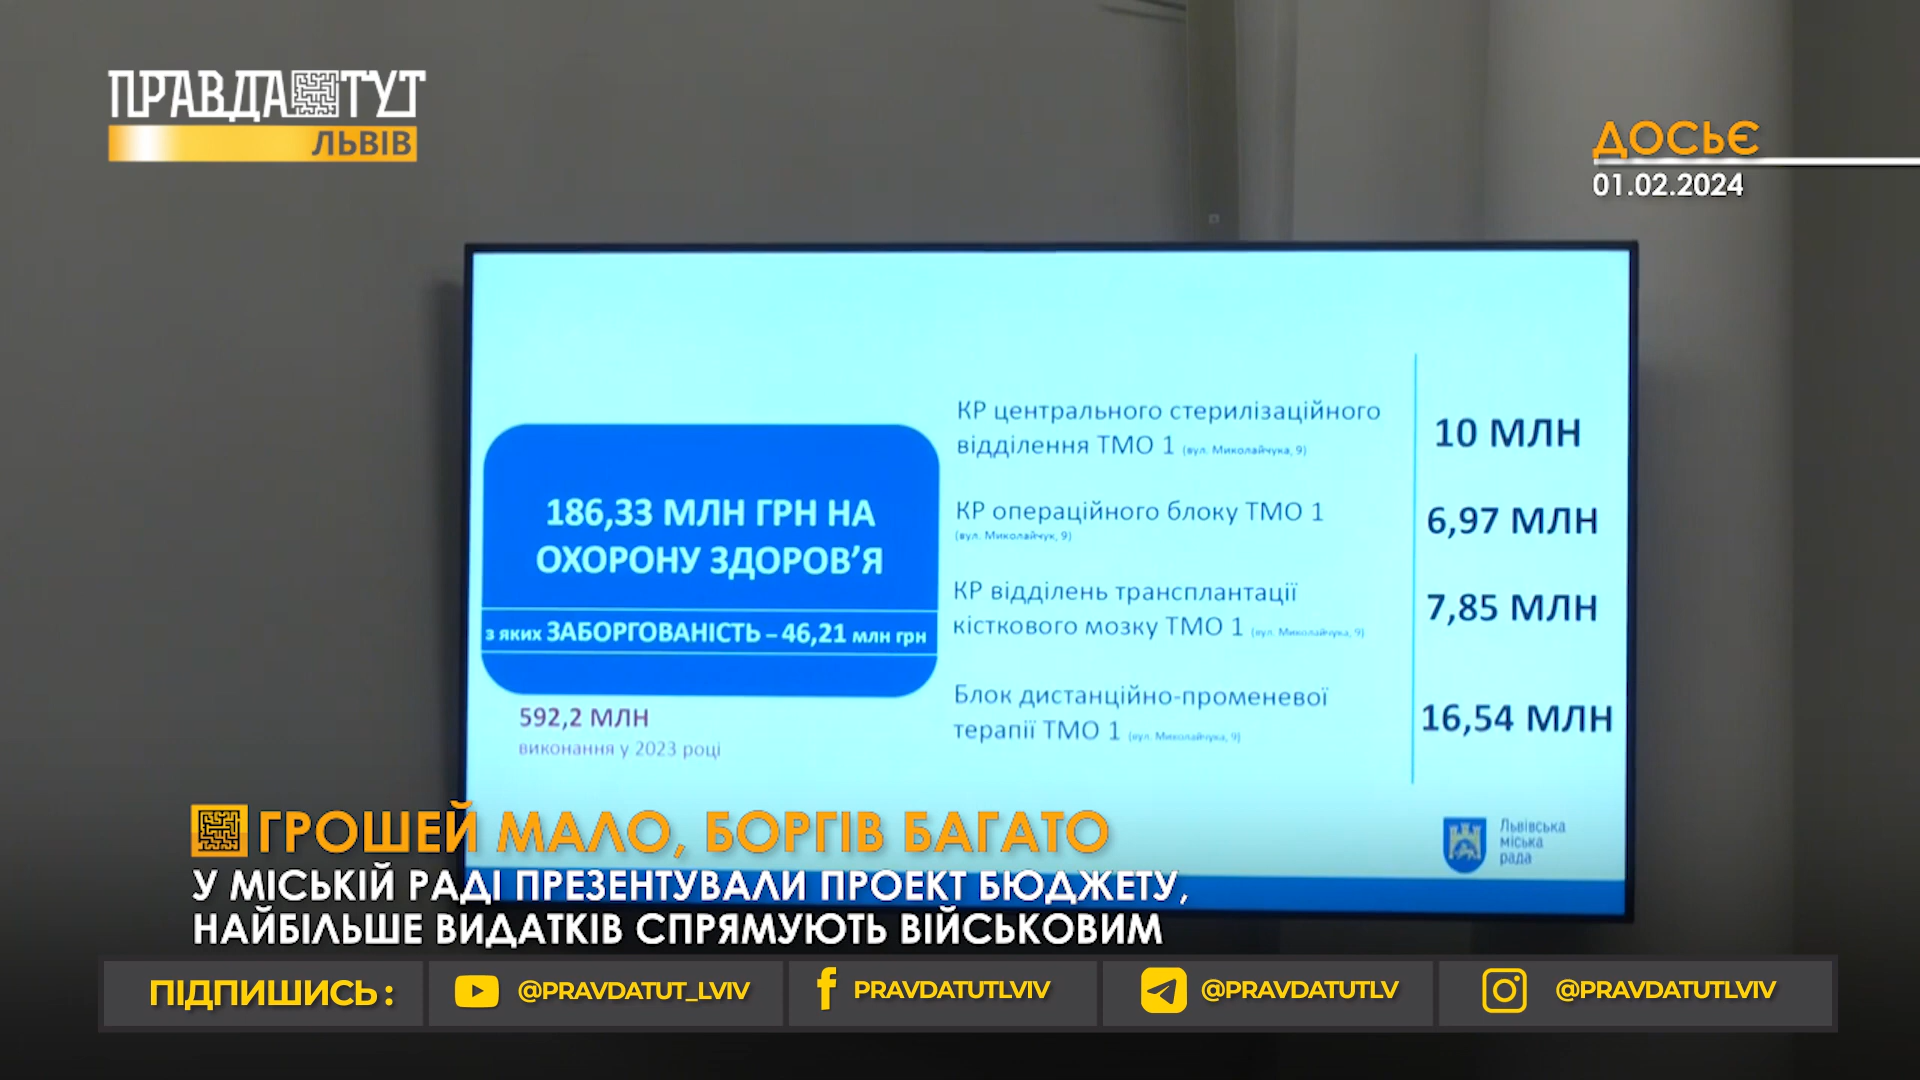 ПРАВДА ТУТ
ЛЬВІВ
ДОСЬЄ
01.02.2024
186,33 МЛН ГРН НА
ОХОРОНУ ЗДОРОВ’Я
з яких ЗАБОРГОВАНІСТЬ – 46,21 млн грн
592,2 МЛН
виконання у 2023 році
КР центрального стерилізаційного
відділення ТМО 1 (вул. Миколайчука, 9)
10 МЛН
КР операційного блоку ТМО 1
(вул. Миколайчук, 9)
6,97 МЛН
КР відділень трансплантації
кісткового мозку ТМО 1 (вул. Миколайчука, 9)
7,85 МЛН
Блок дистанційно-променевої
терапії ТМО 1 (вул. Миколайчука, 9)
16,54 МЛН
Львівська
міська
рада
ГРОШЕЙ МАЛО, БОРГІВ БАГАТО
У МІСЬКІЙ РАДІ ПРЕЗЕНТУВАЛИ ПРОЕКТ БЮДЖЕТУ,
НАЙБІЛЬШЕ ВИДАТКІВ СПРЯМУЮТЬ ВІЙСЬКОВИМ
ПІДПИШИСЬ :
@PRAVDATUT_LVIV
PRAVDATUTLVIV
@PRAVDATUTLV
@PRAVDATUTLVIV